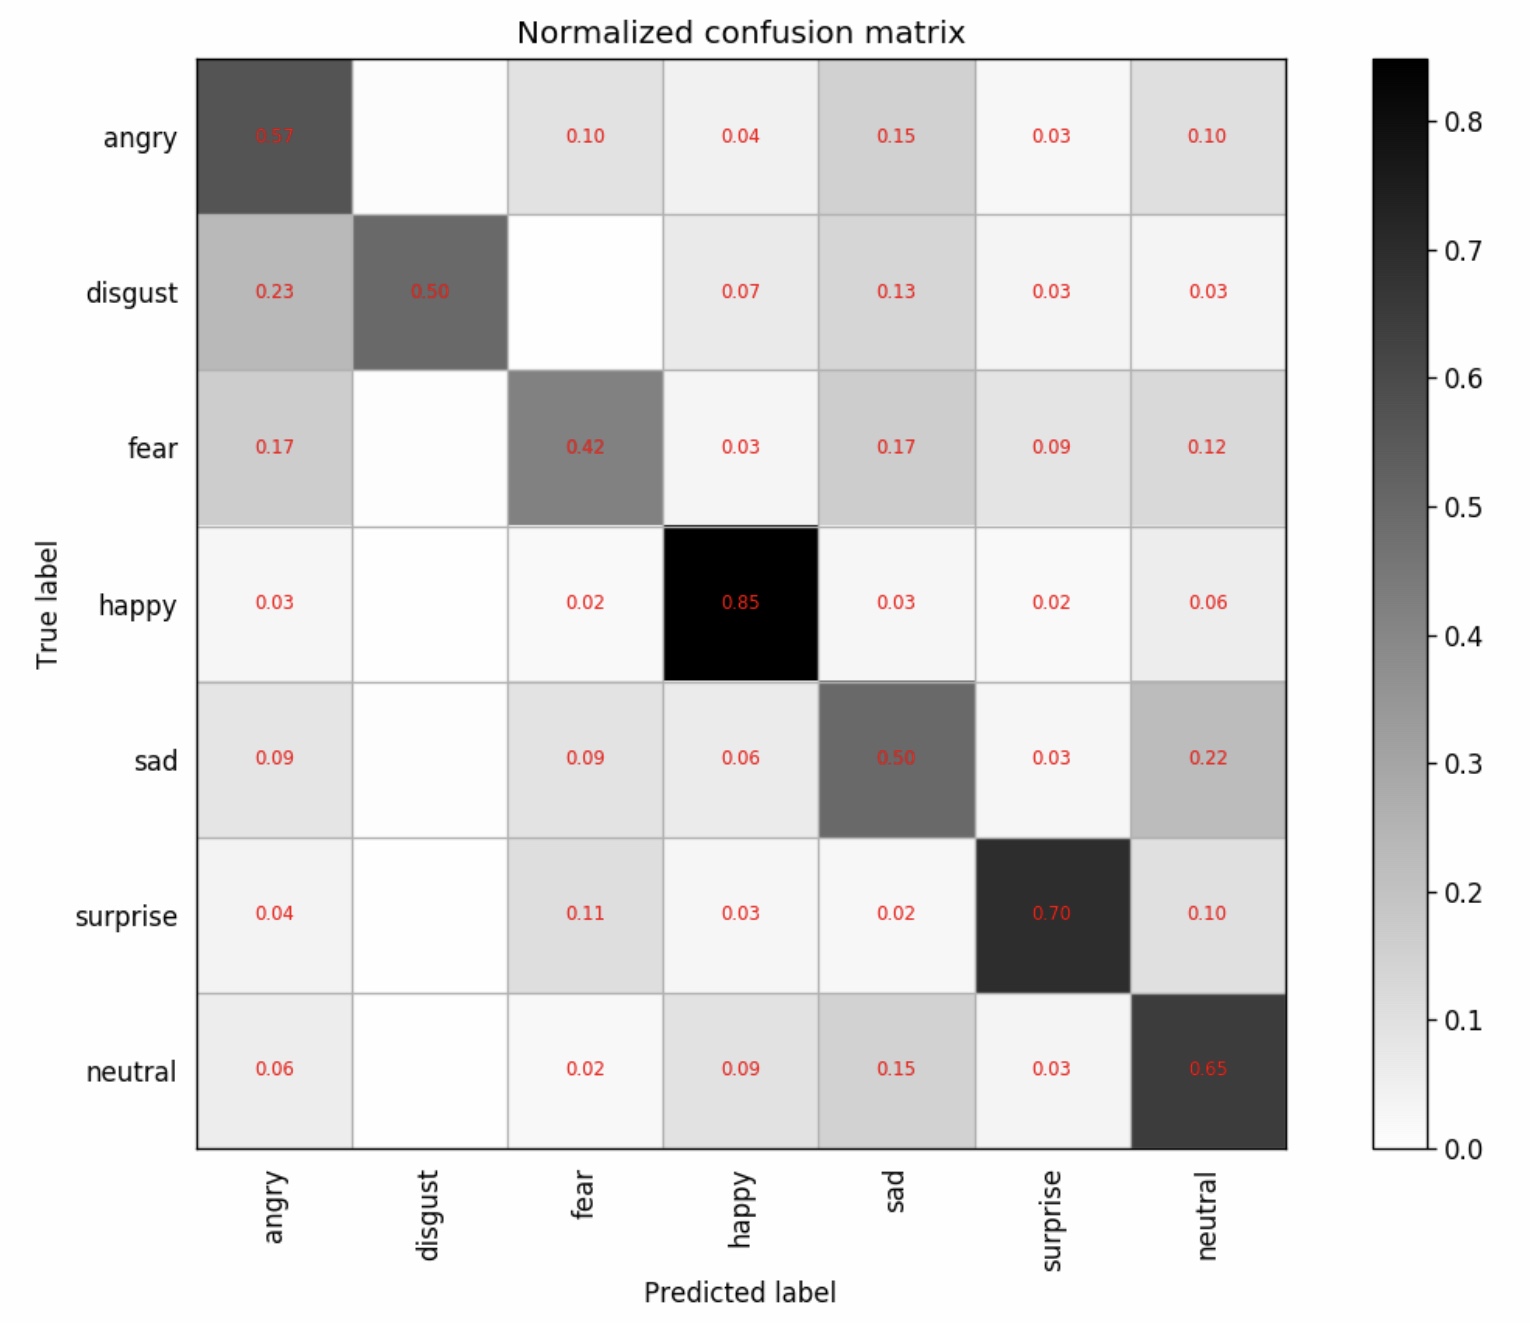 Normalized confusion matrix
angry 0.57 0.10 0.04 0.15 0.03 0.10
disgust 0.23 0.50 0.07 0.13 0.03 0.03
fear 0.17 0.42 0.03 0.17 0.09 0.12
happy 0.03 0.02 0.85 0.03 0.02 0.06
sad 0.09 0.09 0.06 0.50 0.03 0.22
surprise 0.04 0.11 0.03 0.02 0.70 0.10
neutral 0.06 0.02 0.09 0.15 0.03 0.65
True label
angry disgust fear happy sad surprise neutral
Predicted label
0.8
0.7
0.6
0.5
0.4
0.3
0.2
0.1
0.0